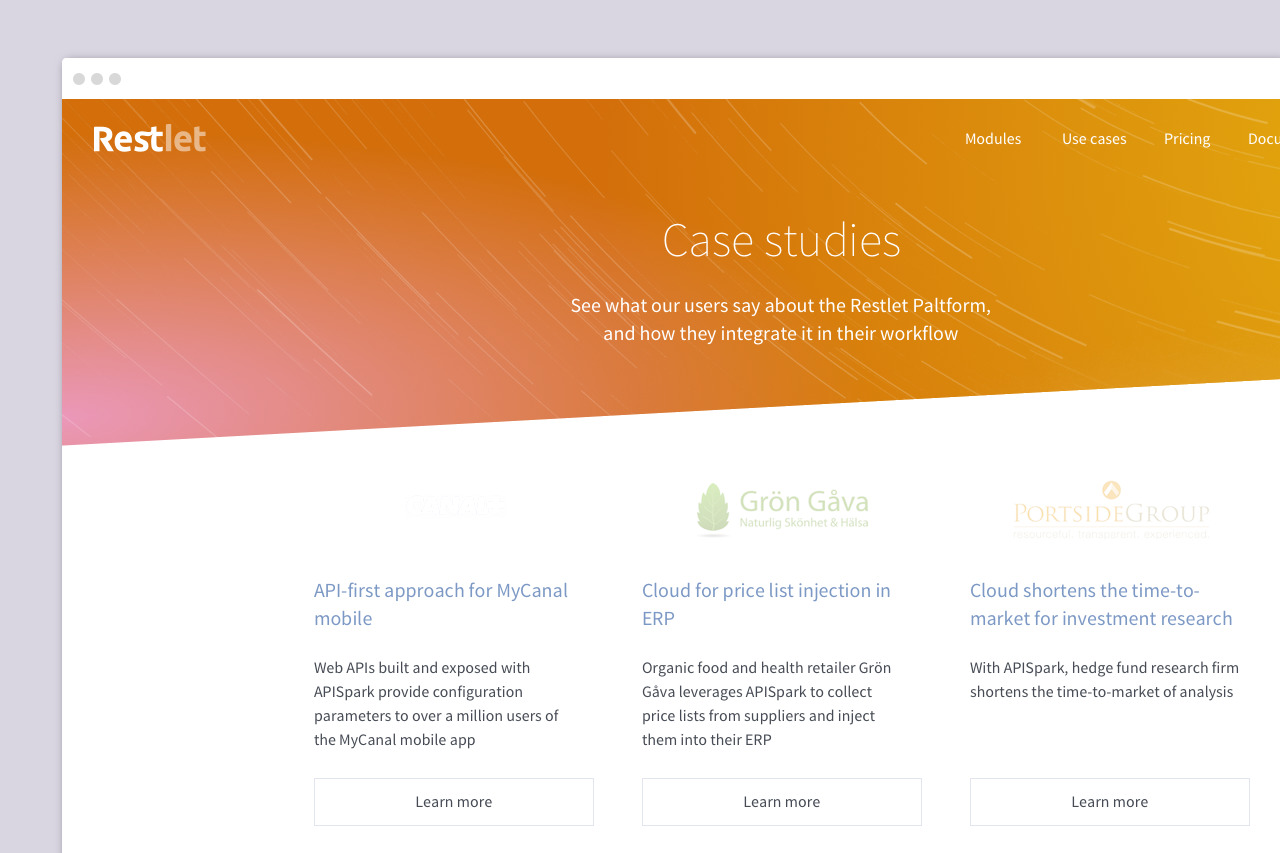 Restlet
Modules Use cases Pricing Docu
Case studies
See what our users say about the Restlet Paltform,
and how they integrate it in their workflow
Grön Gåva
Naturlig Skönhet & Hälsa
PORTSIDEGROUP
resourceful. transparent. experienced.
API-first approach for MyCanal
mobile
Web APIs built and exposed with
APISpark provide configuration
parameters to over a million users of
the MyCanal mobile app
Learn more
Cloud for price list injection in
ERP
Organic food and health retailer Grön
Gåva leverages APISpark to collect
price lists from suppliers and inject
them into their ERP
Learn more
Cloud shortens the time-to-
market for investment research
With APISpark, hedge fund research firm
shortens the time-to-market of analysis
Learn more